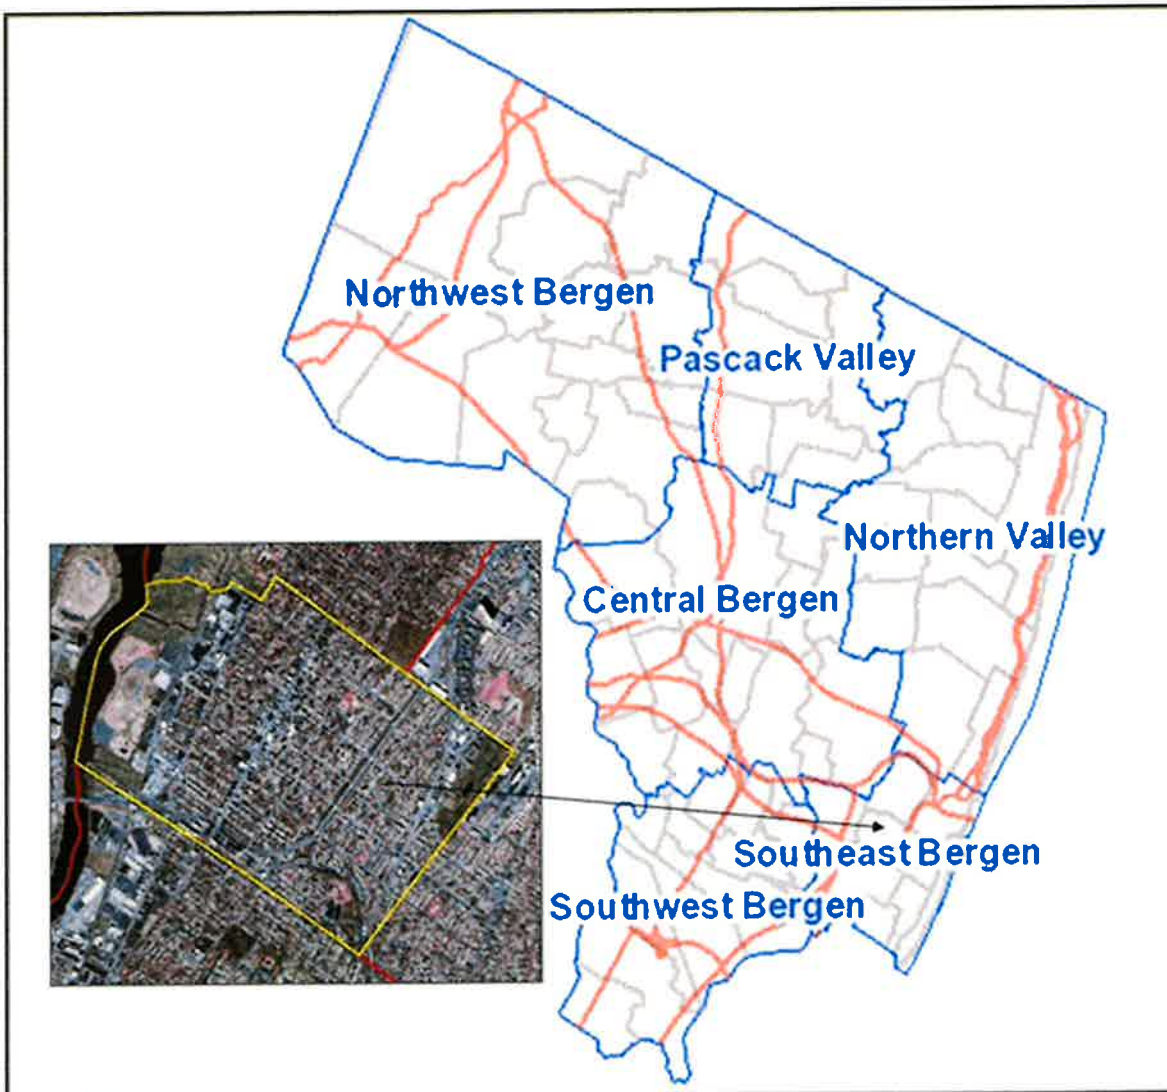 Northwest Bergen
Pascack Valley
Northern Valley
Central Bergen
Southeast Bergen
Southwest Bergen